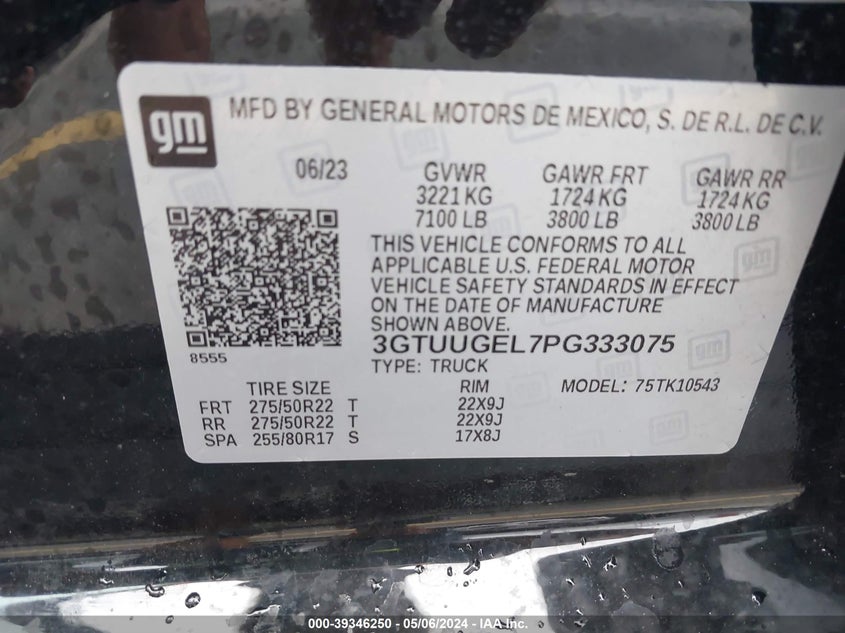 gm
MFD BY GENERAL MOTORS DE MEXICO, S. DE R.L. DE C.V.
06/23 GVWR GAWR FRT GAWR RR
3221 KG 1724 KG 1724 KG
7100 LB 3800 LB 3800 LB
THIS VEHICLE CONFORMS TO ALL
APPLICABLE U.S. FEDERAL MOTOR
VEHICLE SAFETY STANDARDS IN EFFECT
ON THE DATE OF MANUFACTURE
SHOWN ABOVE.
8555
3GTUUGEL7PG333075
TYPE: TRUCK
TIRE SIZE RIM MODEL: 75TK10543
FRT 275/50R22 T 22X9J
RR 275/50R22 T 22X9J
SPA 255/80R17 S 17X8J
000-39346250 - 05/06/2024 - IAA Inc.